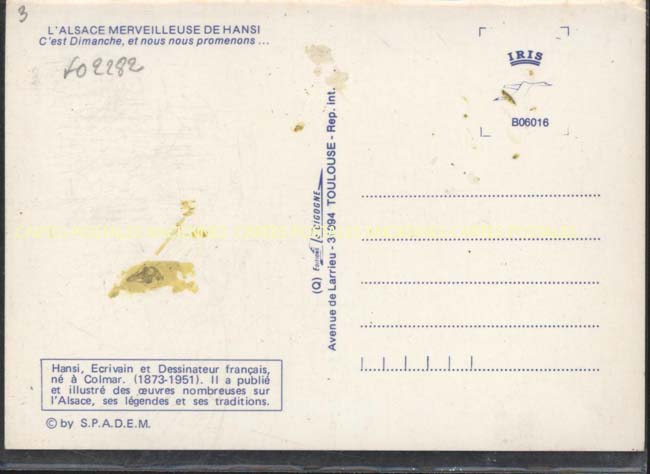 3
L'ALSACE MERVEILLEUSE DE HANSI
C'est Dimanche, et nous nous promenons ...
IRIS
B06016
(Q) Editions La CIGOGNE
Avenue de Larrieu - 31094 TOULOUSE - Rep. int.
Hansi, Ecrivain et Dessinateur français,
né à Colmar. (1873-1951). Il a publié
et illustré des œuvres nombreuses sur
l'Alsace, ses légendes et ses traditions.
© by S.P.A.D.E.M.